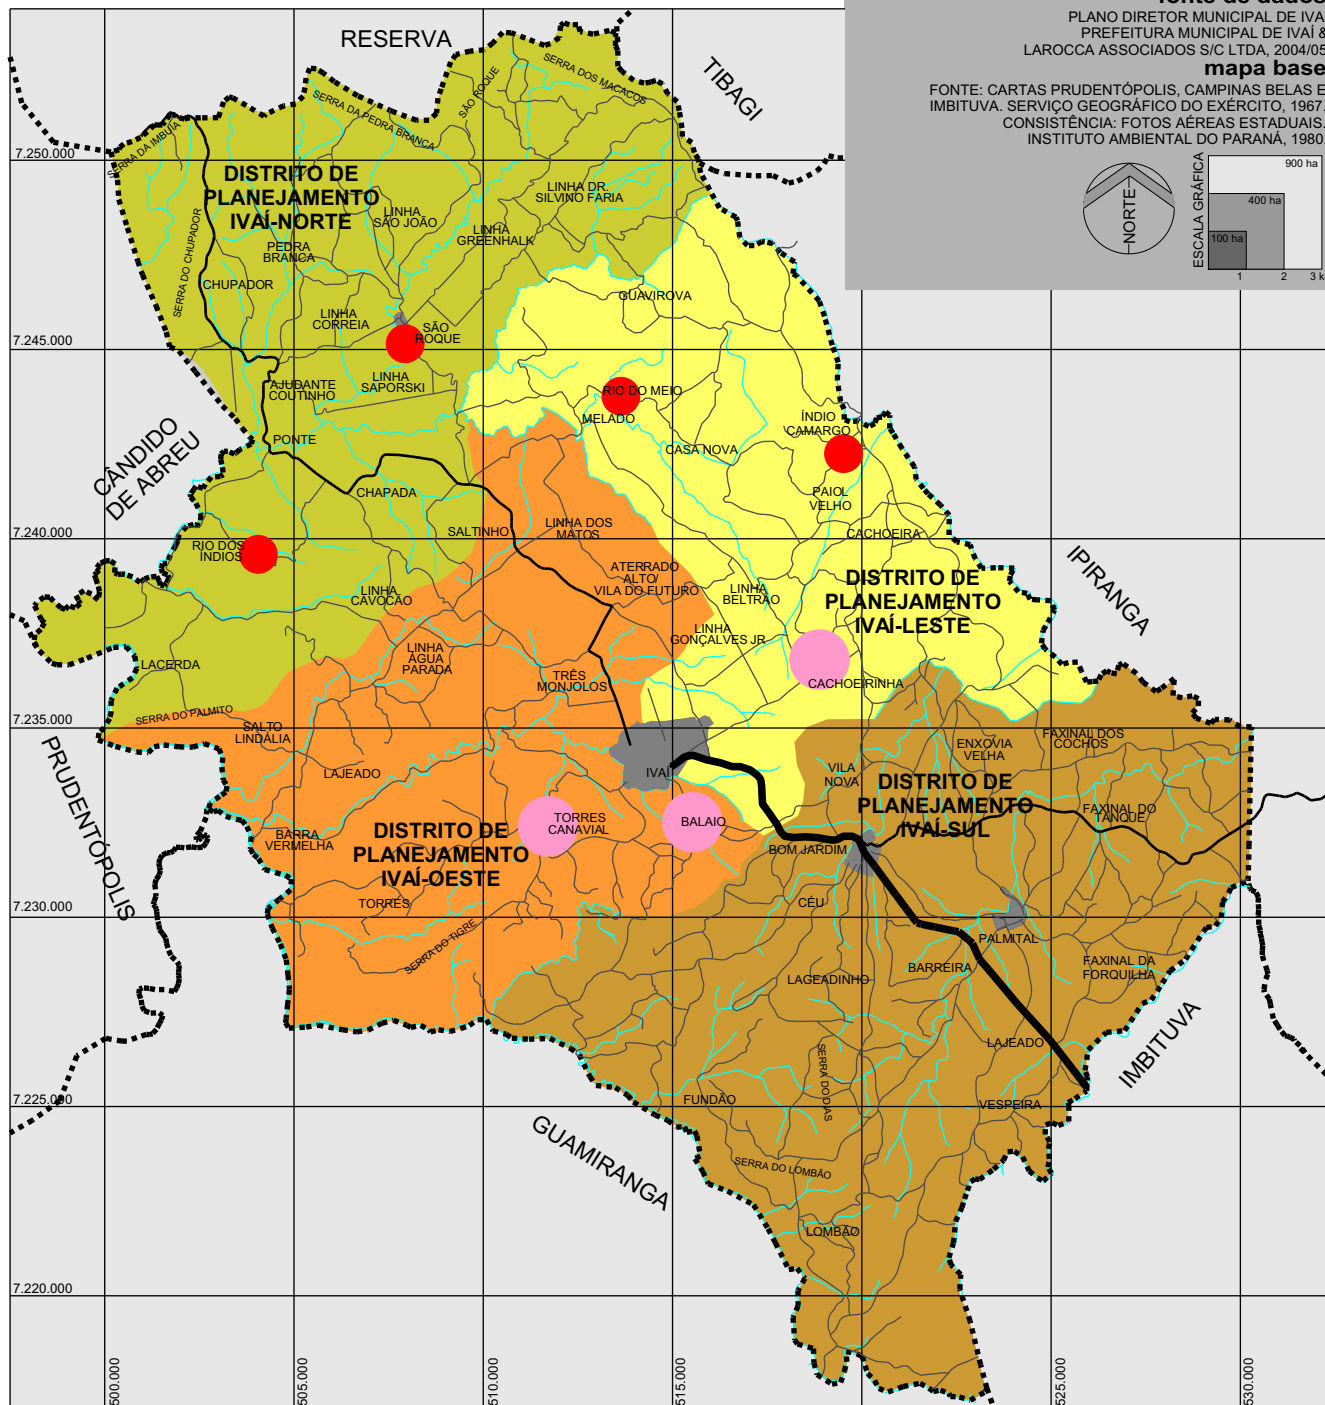 PLANO DIRETOR MUNICIPAL DE IVAÍ
PREFEITURA MUNICIPAL DE IVAÍ &
LAROCCA ASSOCIADOS S/C LTDA, 2004/05
mapa base
FONTE: CARTAS PRUDENTÓPOLIS, CAMPINAS BELAS E
IMBITUVA. SERVIÇO GEOGRÁFICO DO EXÉRCITO, 1967.
CONSISTÊNCIA: FOTOS AÉREAS ESTADUAIS.
INSTITUTO AMBIENTAL DO PARANÁ, 1980.
NORTE
ESCALA GRÁFICA
900 ha
400 ha
100 ha
1
2
3 k
RESERVA
TIBAGI
SERRA DOS MACACOS
SÃO ROQUE
SERRA DA PEDRA BRANCA
SERRA DA IMBUIA
7.250.000
DISTRITO DE
PLANEJAMENTO
IVAÍ-NORTE
LINHA DR.
SILVINO FARIA
LINHA
SÃO JOÃO
LINHA
GREENHALK
PEDRA
BRANCA
SERRA DO CHUPADOR
CHUPADOR
GUAVIROVA
LINHA
CORREIA
SÃO
ROQUE
7.245.000
LINHA
SAPORSKI
AJUDANTE
COUTINHO
RIO DO MEIO
MELADO
ÍNDIO
CAMARGO
PONTE
CASA NOVA
CÂNDIDO
DE ABREU
CHAPADA
PAIOL
VELHO
SALTINHO
LINHA DOS
MATOS
CACHOEIRA
7.240.000
RIO DOS
ÍNDIOS
IPIRANGA
ATERRADO
ALTO/
VILA DO FUTURO
DISTRITO DE
PLANEJAMENTO
IVAÍ-LESTE
LINHA
CAVOCÃO
LINHA
BELTRÃO
LINHA
GONÇALVES JR
LINHA
ÁGUA
PARADA
LACERDA
TRÊS
MONJOLOS
CACHOEIRINHA
SERRA DO PALMITO
7.235.000
SALTO
LINDÁLIA
FAXINAL DOS
COCHOS
ENXOVIA
VELHA
PRUDENTÓPOLIS
LAJEADO
IVAÍ
VILA
NOVA
DISTRITO DE
PLANEJAMENTO
IVAÍ-SUL
FAXINAL DO
TANQUE
TORRES
CANAVIAL
BALAIO
BARRA
VERMELHA
DISTRITO DE
PLANEJAMENTO
IVAÍ-OESTE
BOM JARDIM
TORRES
CÉU
7.230.000
SERRA DO TIGRE
PALMITAL
BARREIRA
FAXINAL DA
FORQUILHA
LAGEADINHO
LAJEADO
IMBITUVA
SERRA DO DIAS
FUNDÃO
VESPEIRA
7.225.000
GUAMIRANGA
SERRA DO LOMBÃO
LOMBÃO
7.220.000
500.000
505.000
510.000
515.000
525.000
530.000